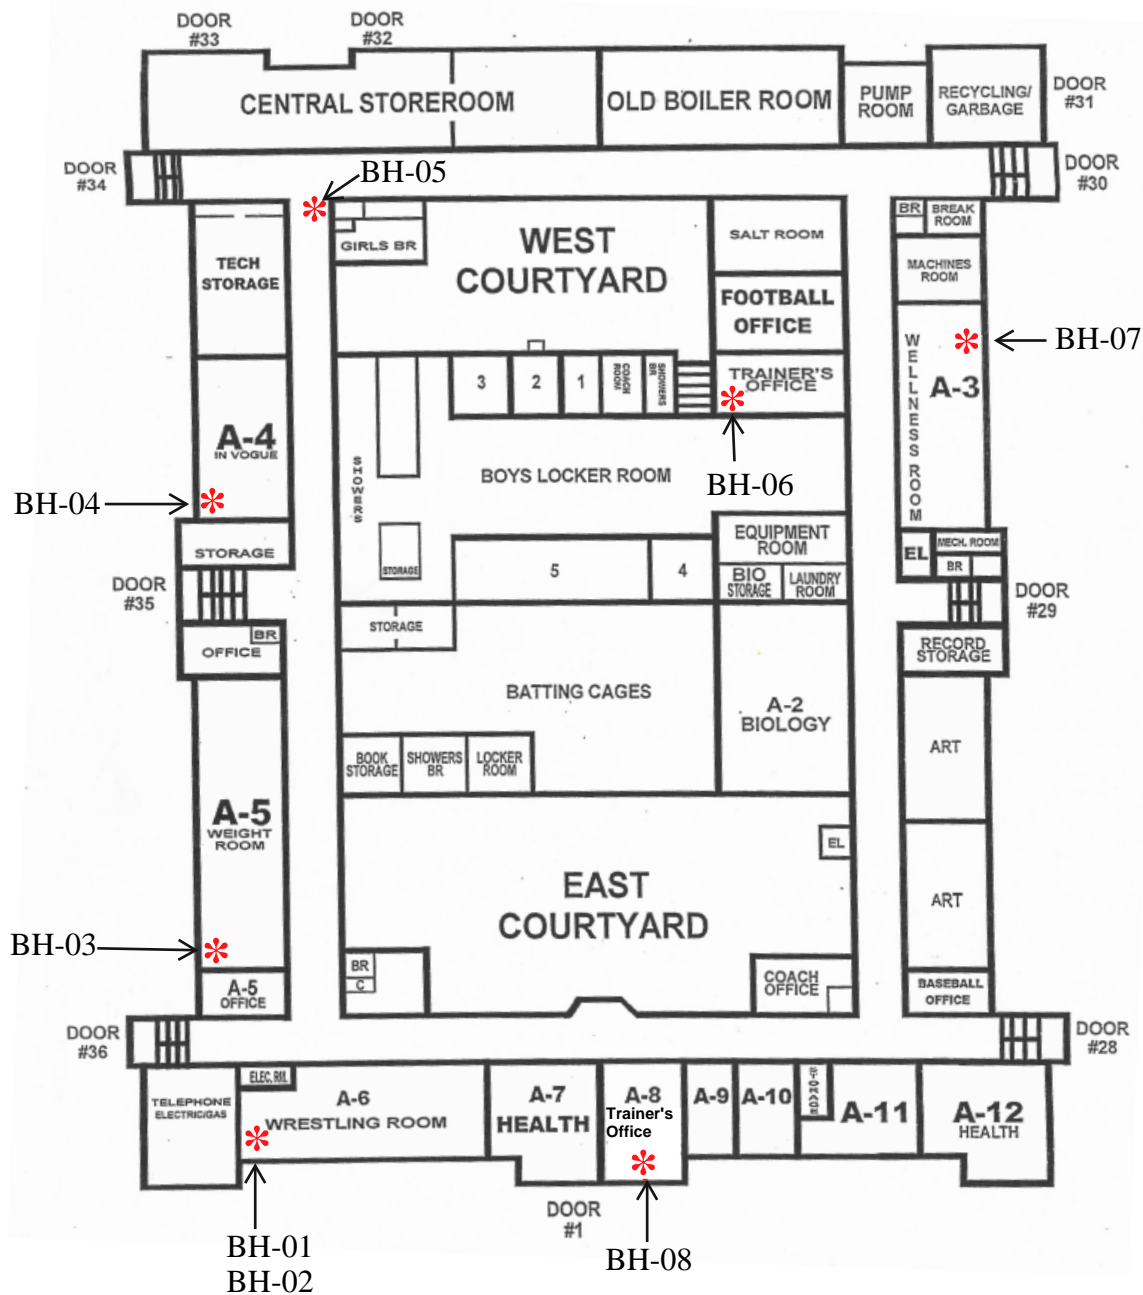 DOOR
#33
DOOR
#32
CENTRAL STOREROOM
OLD BOILER ROOM
PUMP
ROOM
RECYCLING/
GARBAGE
DOOR
#31
DOOR
#34
BH-05
DOOR
#30
GIRLS BR
WEST
COURTYARD
SALT ROOM
BR
BREAK
ROOM
TECH
STORAGE
MACHINES
ROOM
FOOTBALL
OFFICE
BH-07
WELLNESS ROOM
A-3
3
2
1
COACH
ROOM
SHOWERS
BR
TRAINER'S
OFFICE
A-4
IN VOGUE
SHOWERS
BOYS LOCKER ROOM
BH-06
BH-04
STORAGE
STORAGE
5
4
EQUIPMENT
ROOM
BIO
STORAGE
LAUNDRY
ROOM
EL
MECH. ROOM
BR
DOOR
#35
DOOR
#29
BR
OFFICE
STORAGE
RECORD
STORAGE
BATTING CAGES
A-2
BIOLOGY
ART
BOOK
STORAGE
SHOWERS
BR
LOCKER
ROOM
A-5
WEIGHT
ROOM
EL
EAST
COURTYARD
ART
BH-03
BR
C
COACH
OFFICE
A-5
OFFICE
BASEBALL
OFFICE
DOOR
#36
DOOR
#28
TELEPHONE
ELECTRIC/GAS
ELEC. RM.
A-6
WRESTLING ROOM
A-7
HEALTH
A-8
Trainer's
Office
A-9
A-10
STORAGE
A-11
A-12
HEALTH
DOOR
#1
BH-01
BH-02
BH-08